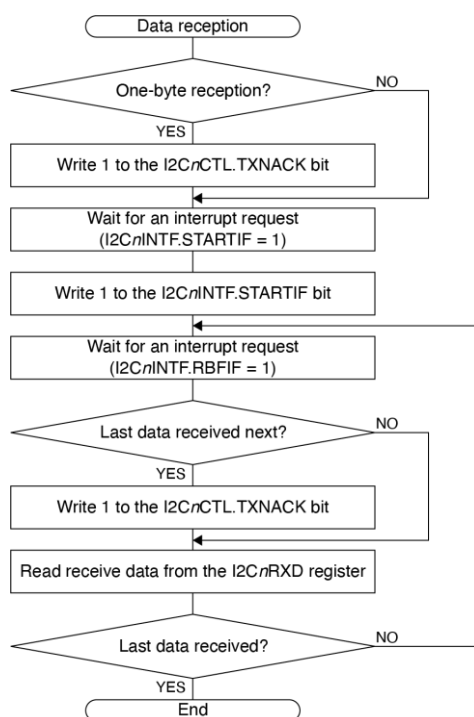 Data reception
One-byte reception?
NO
YES
Write 1 to the I2CnCTL.TXNACK bit
Wait for an interrupt request
(I2CnINTF.STARTIF = 1)
Write 1 to the I2CnINTF.STARTIF bit
Wait for an interrupt request
(I2CnINTF.RBFIF = 1)
Last data received next?
NO
YES
Write 1 to the I2CnCTL.TXNACK bit
Read receive data from the I2CnRXD register
Last data received?
NO
YES
End